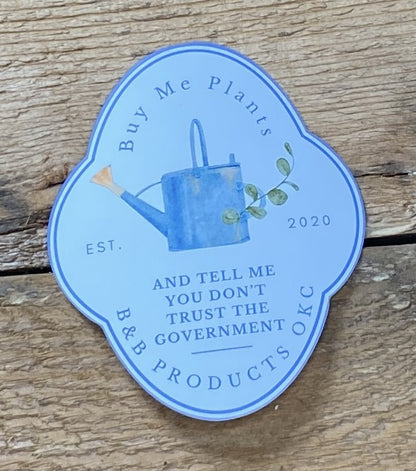 Buy Me Plants
EST.
2020
AND TELL ME
YOU DON'T
TRUST THE
GOVERNMENT
B&B PRODUCTS OKC